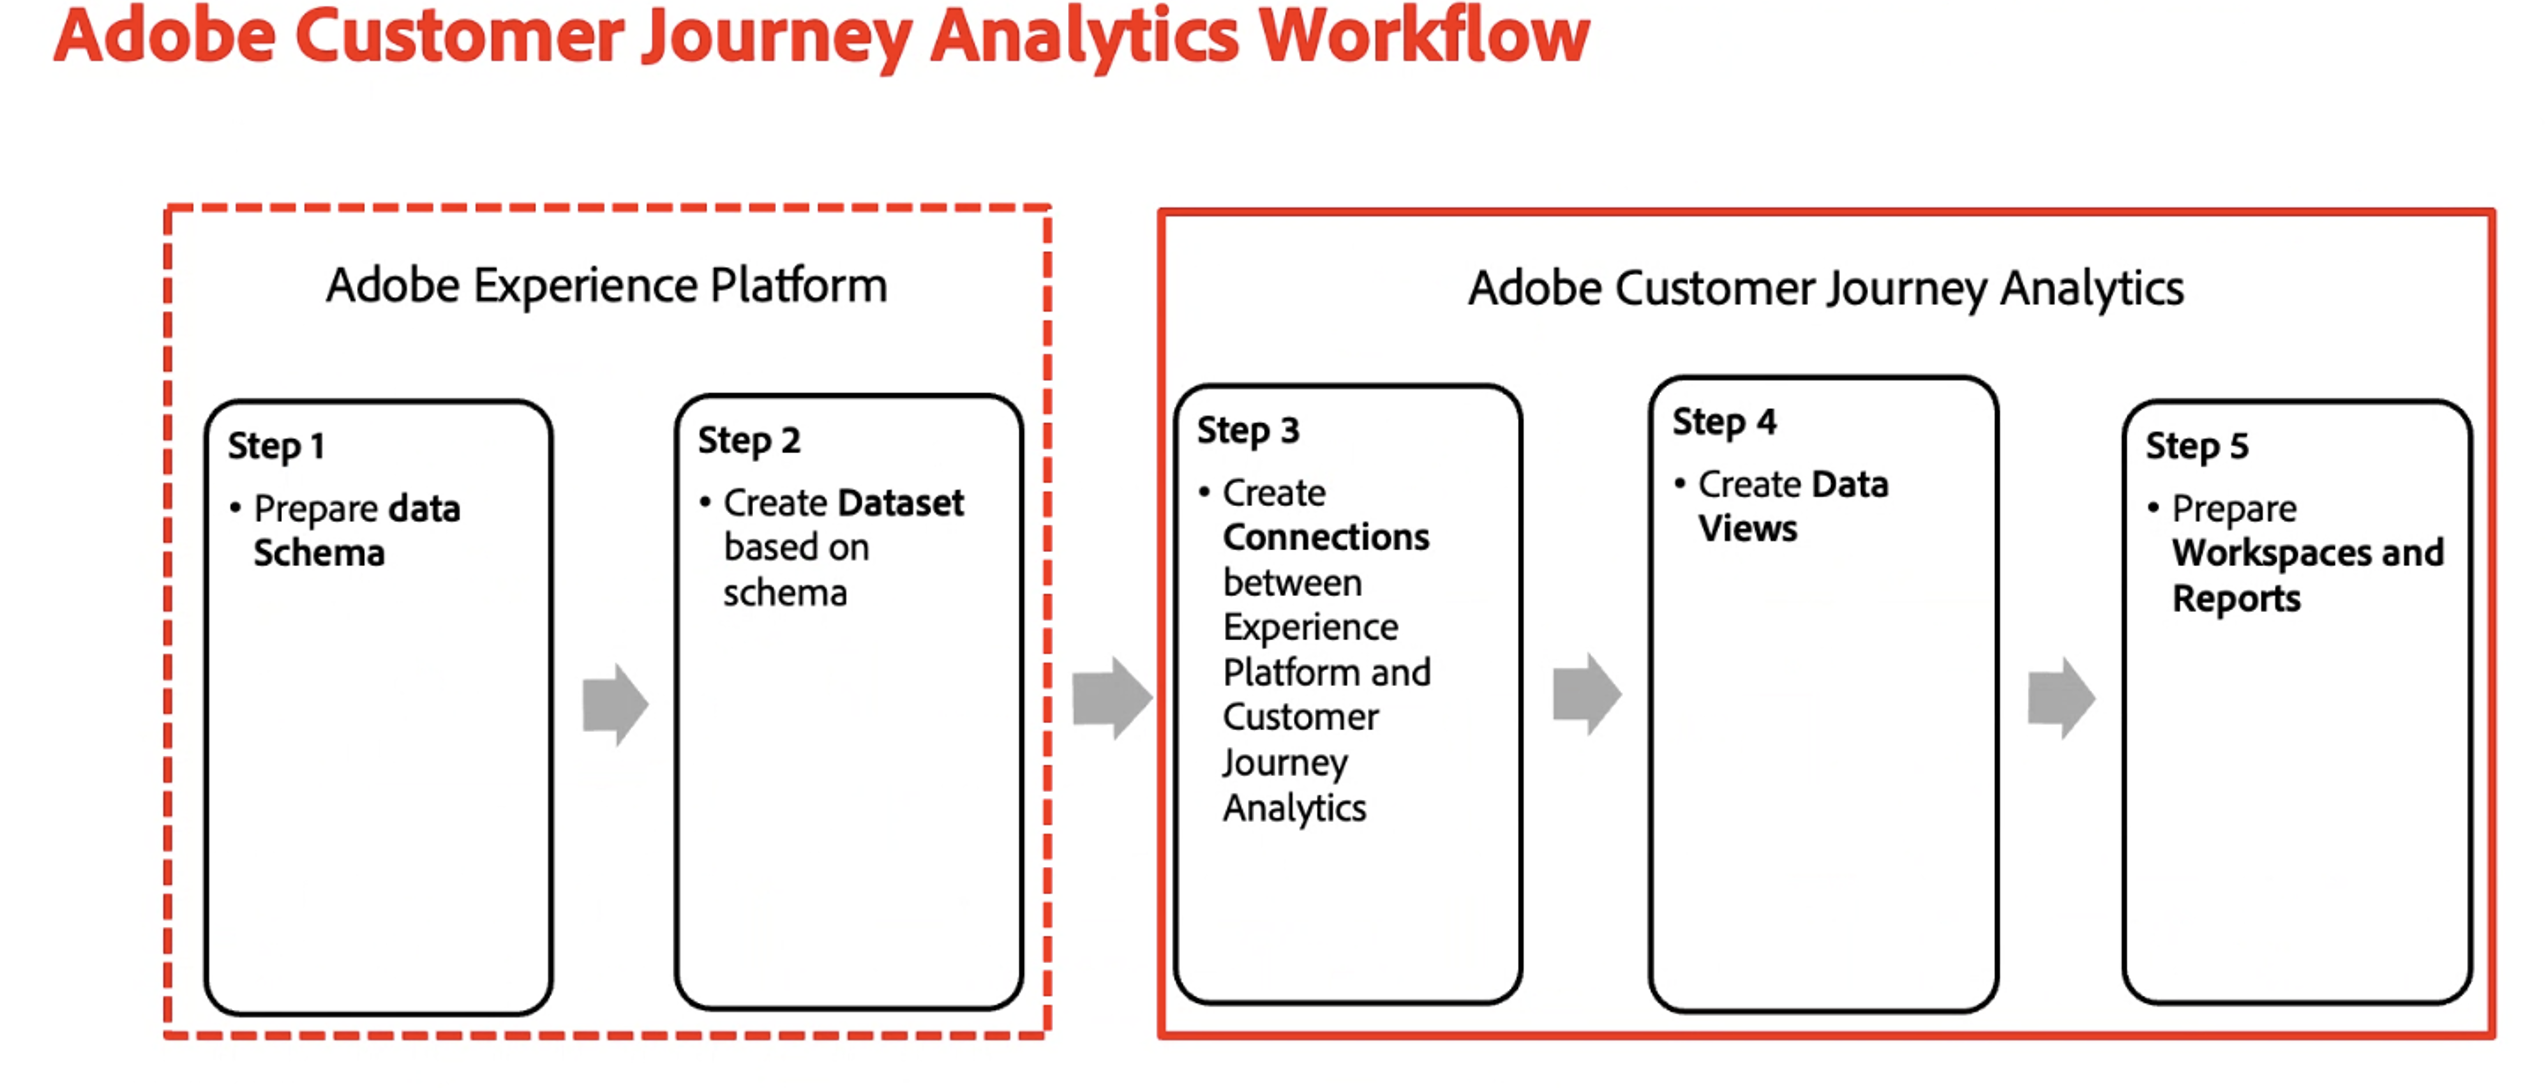 Adobe Customer Journey Analytics Workflow
Adobe Experience Platform
Step 1
• Prepare data
Schema
Step 2
• Create Dataset
based on
schema
Adobe Customer Journey Analytics
Step 3
• Create
Connections
between
Experience
Platform and
Customer
Journey
Analytics
Step 4
• Create Data
Views
Step 5
• Prepare
Workspaces and
Reports